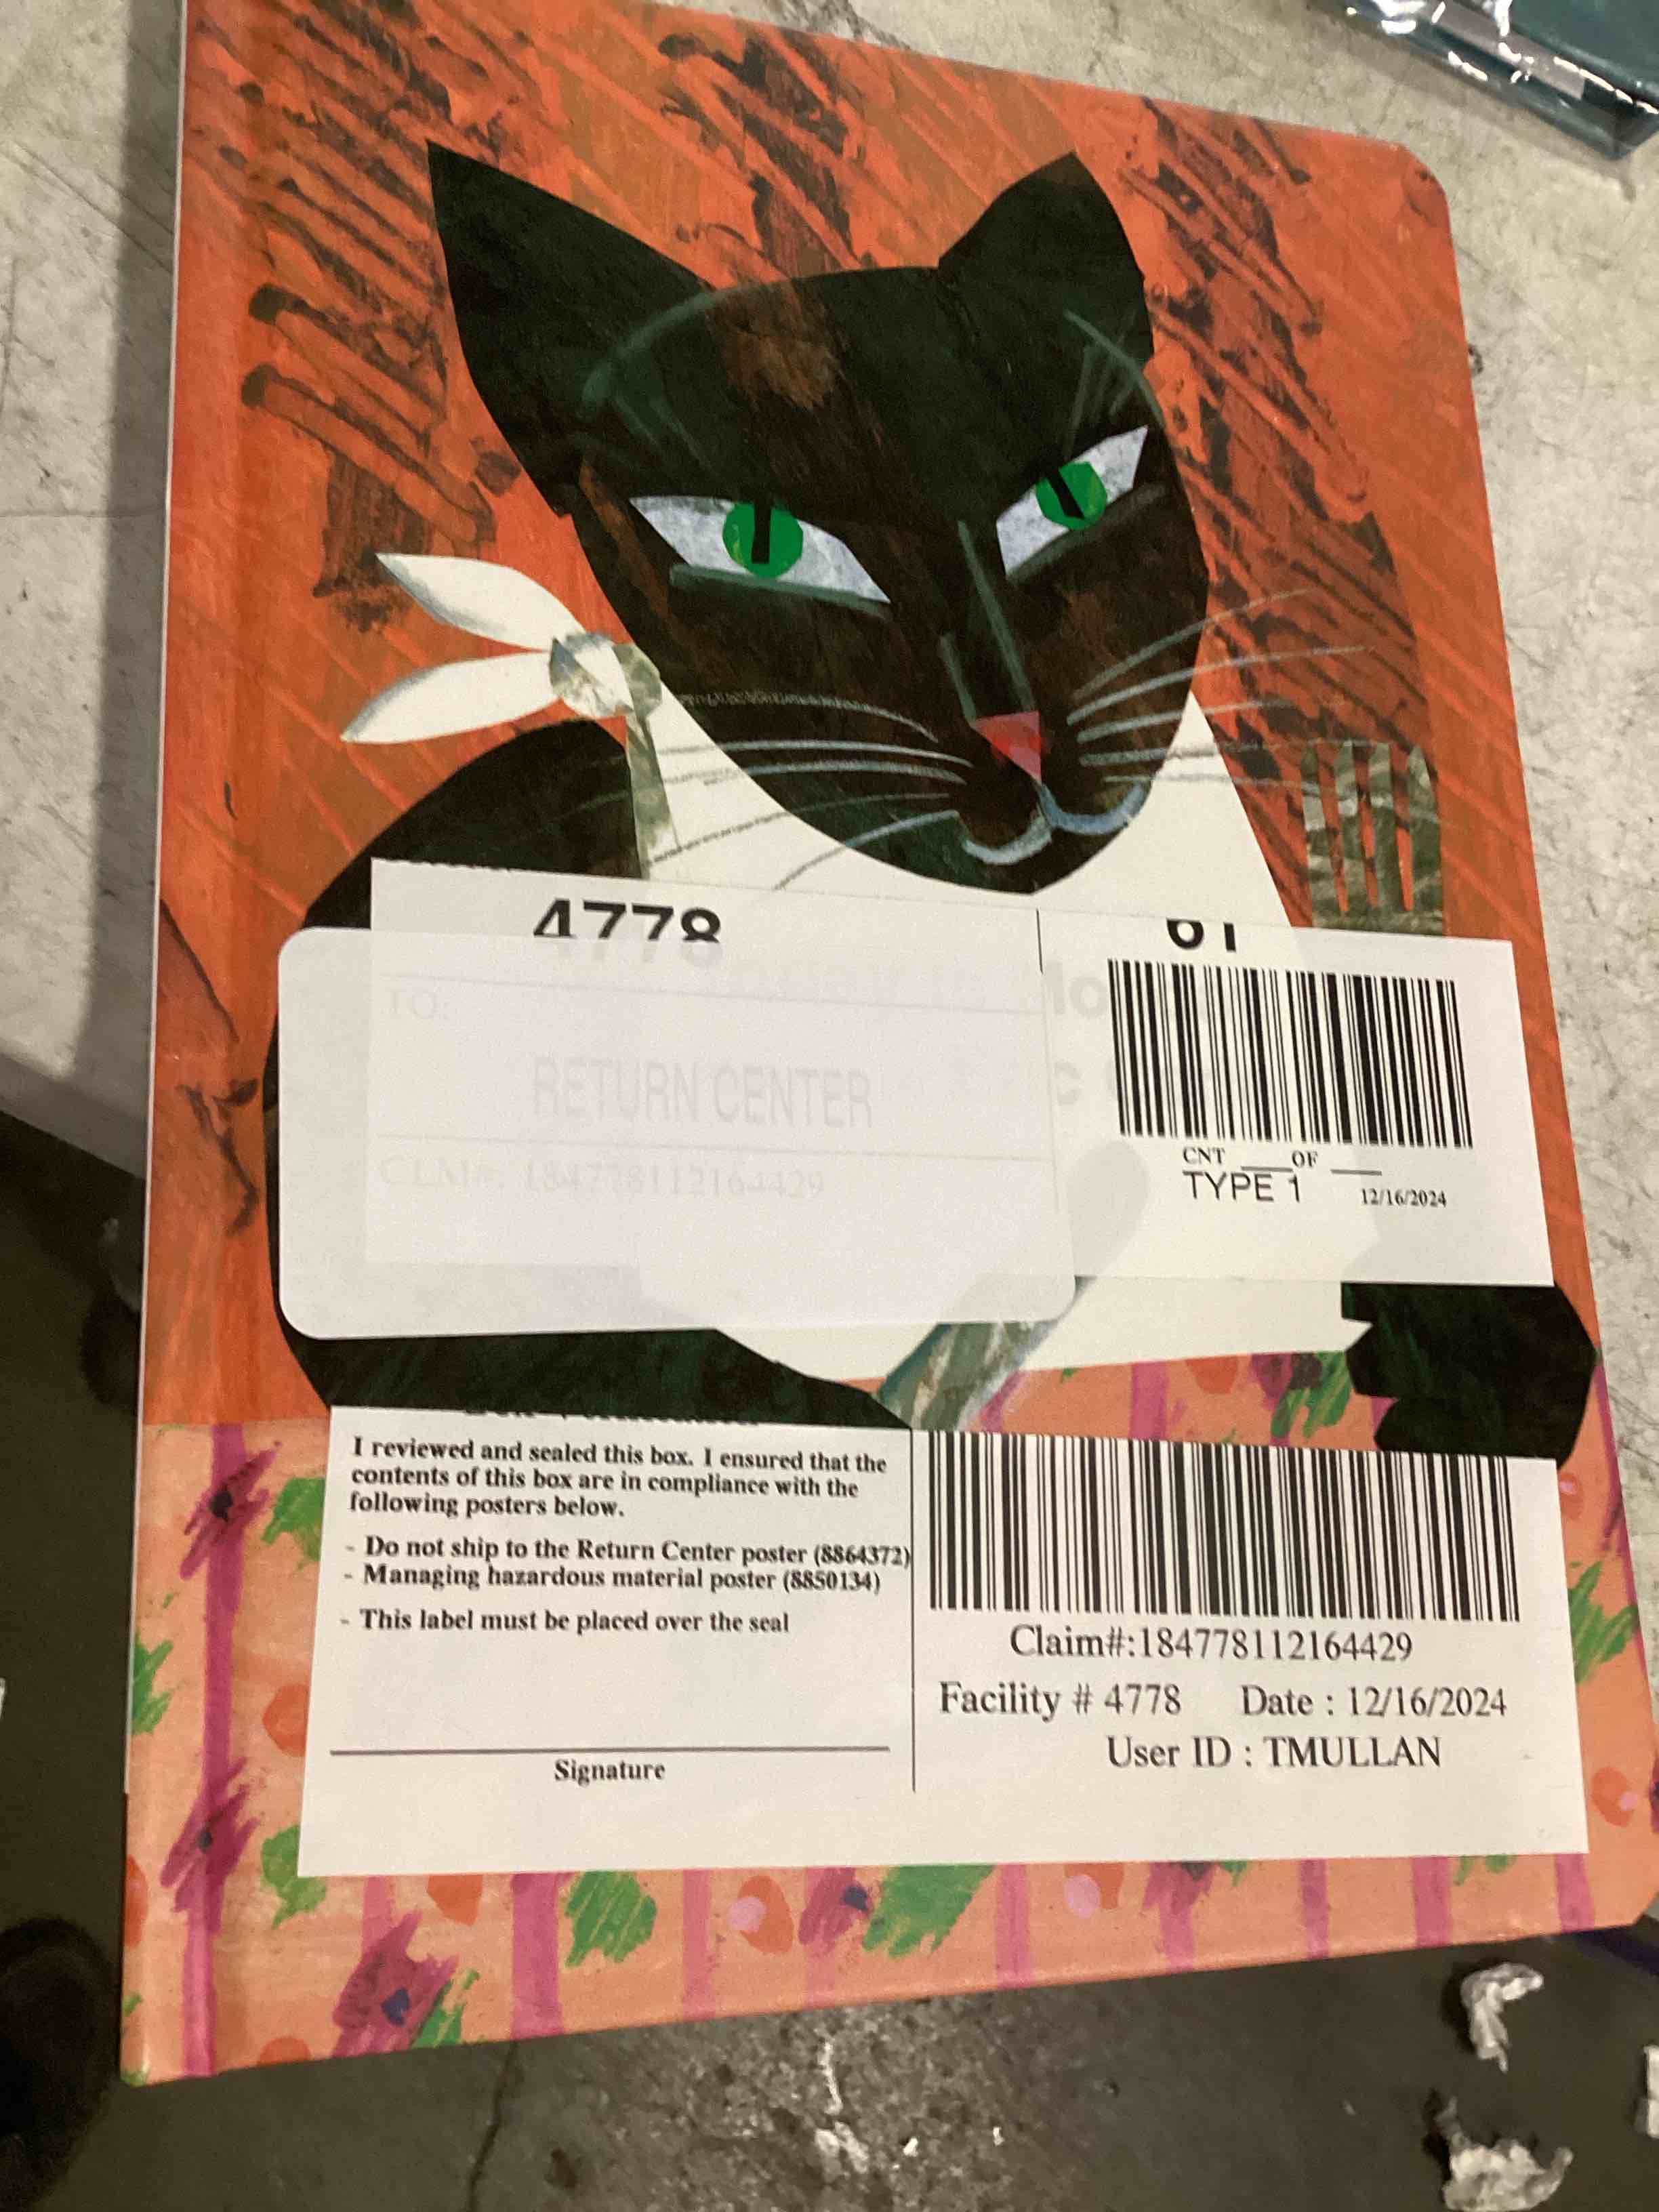 4778
61
TO:
RETURN CENTER
CLM#: 184778112164429
CNT ___ OF ___
TYPE 1 12/16/2024
I reviewed and sealed this box. I ensured that the
contents of this box are in compliance with the
following posters below.
- Do not ship to the Return Center poster (8864372)
- Managing hazardous material poster (8850134)
- This label must be placed over the seal
Signature
Claim#:184778112164429
Facility # 4778 Date : 12/16/2024
User ID : TMULLAN